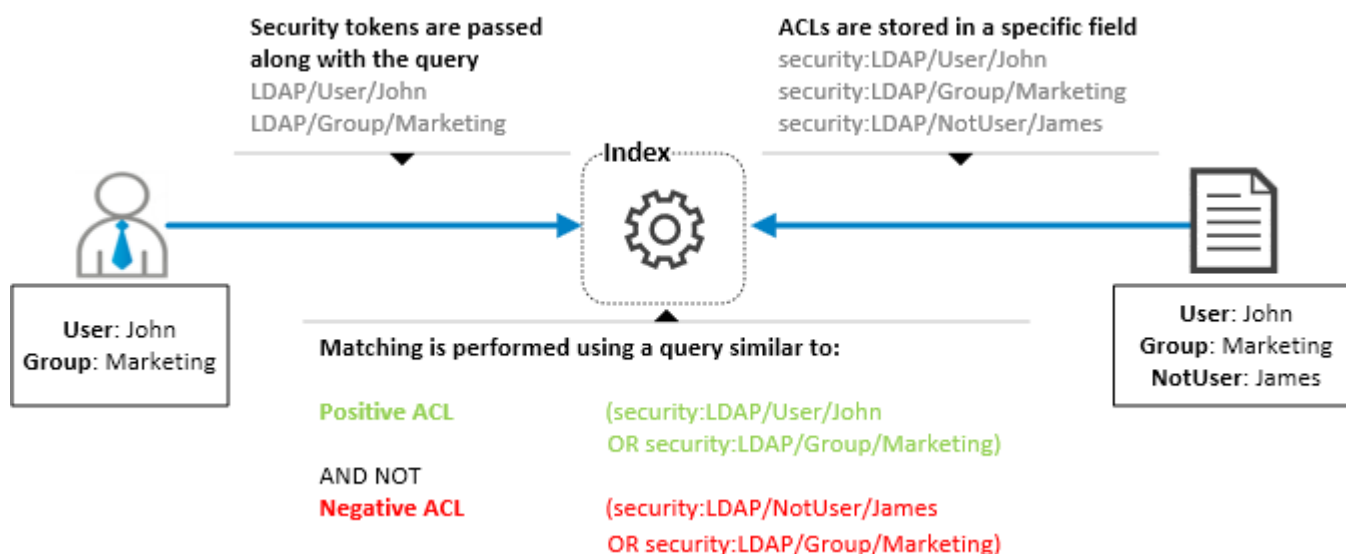 Security tokens are passed
along with the query
LDAP/User/John
LDAP/Group/Marketing
ACLs are stored in a specific field
security:LDAP/User/John
security:LDAP/Group/Marketing
security:LDAP/NotUser/James
Index
User: John
Group: Marketing
User: John
Group: Marketing
NotUser: James
Matching is performed using a query similar to:
Positive ACL (security:LDAP/User/John
OR security:LDAP/Group/Marketing)
AND NOT
Negative ACL (security:LDAP/NotUser/James
OR security:LDAP/Group/Marketing)